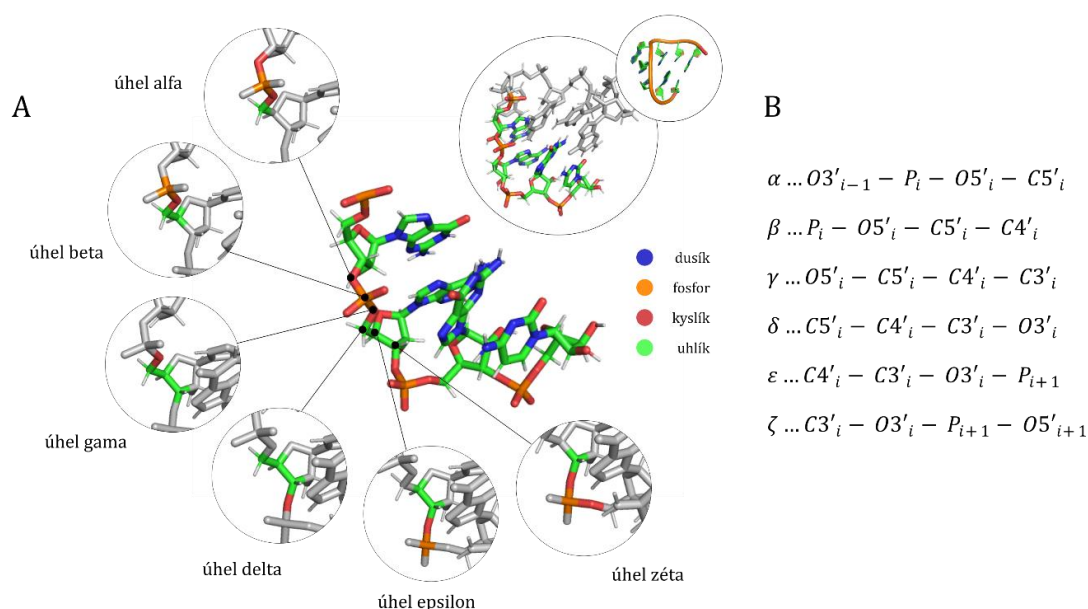 A
úhel alfa
úhel beta
úhel gama
úhel delta
úhel epsilon
úhel zéta
dusík
fosfor
kyslík
uhlík
B
α … O3′ᵢ₋₁ − Pᵢ − O5′ᵢ − C5′ᵢ
β … Pᵢ − O5′ᵢ − C5′ᵢ − C4′ᵢ
γ … O5′ᵢ − C5′ᵢ − C4′ᵢ − C3′ᵢ
δ … C5′ᵢ − C4′ᵢ − C3′ᵢ − O3′ᵢ
ε … C4′ᵢ − C3′ᵢ − O3′ᵢ − Pᵢ₊₁
ζ … C3′ᵢ − O3′ᵢ − Pᵢ₊₁ − O5′ᵢ₊₁